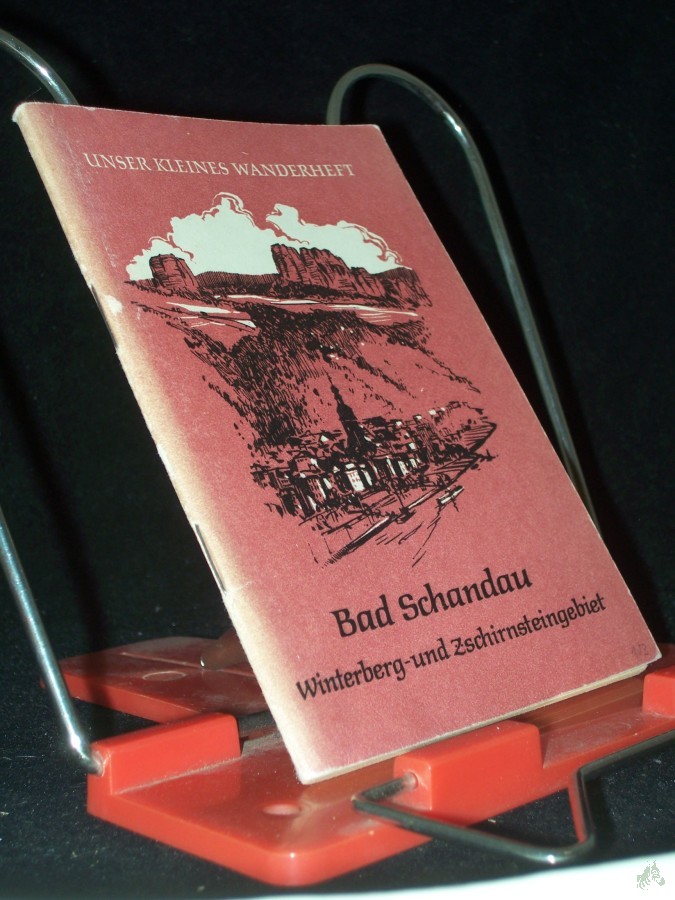 UNSER KLEINES WANDERHEFT
Bad Schandau
Winterberg- und Zschirnsteingebiet